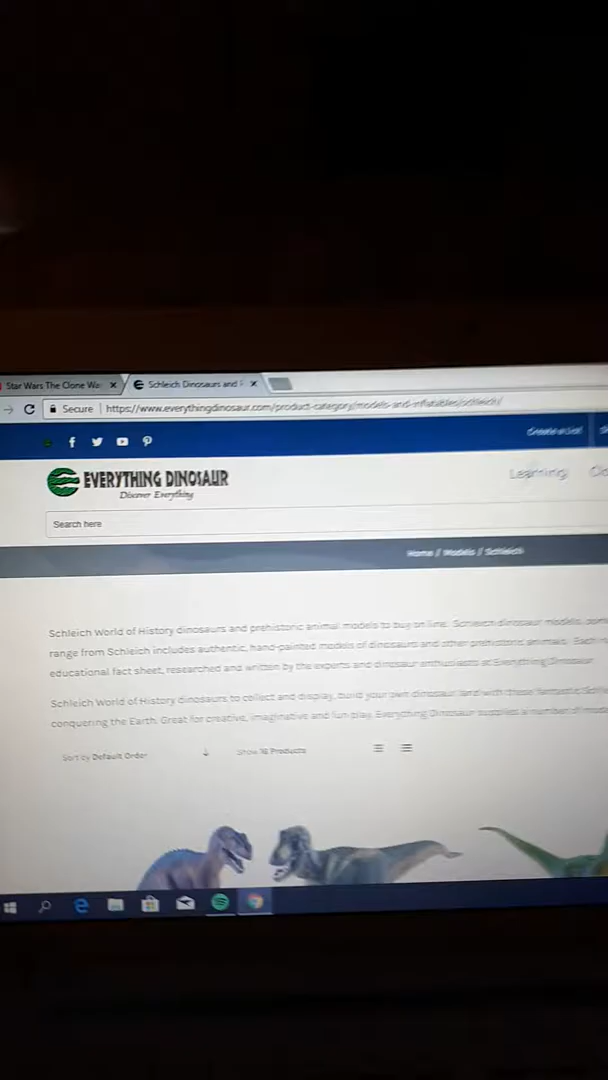 Star Wars The Clone Wa
Schleich Dinosaurs and
Secure | https://www.everythingdinosaur.com/product-category/models-and-inflatables/schleich/
Create a List
EVERYTHING DINOSAUR
Discover Everything
Learning
Search here
Home / Models / Schleich
Schleich World of History dinosaurs and prehistoric animal models to buy on line. Schleich dinosaur models,
range from Schleich includes authentic, hand-painted models of dinosaurs and other prehistoric animals. Each
educational fact sheet, researched and written by the experts and dinosaur enthusiasts at Everything Dinosaur.
Schleich World of History dinosaurs to collect and display, build your own dinosaur land with these fantastic
conquering the Earth. Great for creative, imaginative and fun play. Everything Dinosaur supplies a number of
Sort by Default Order
Show 16 Products